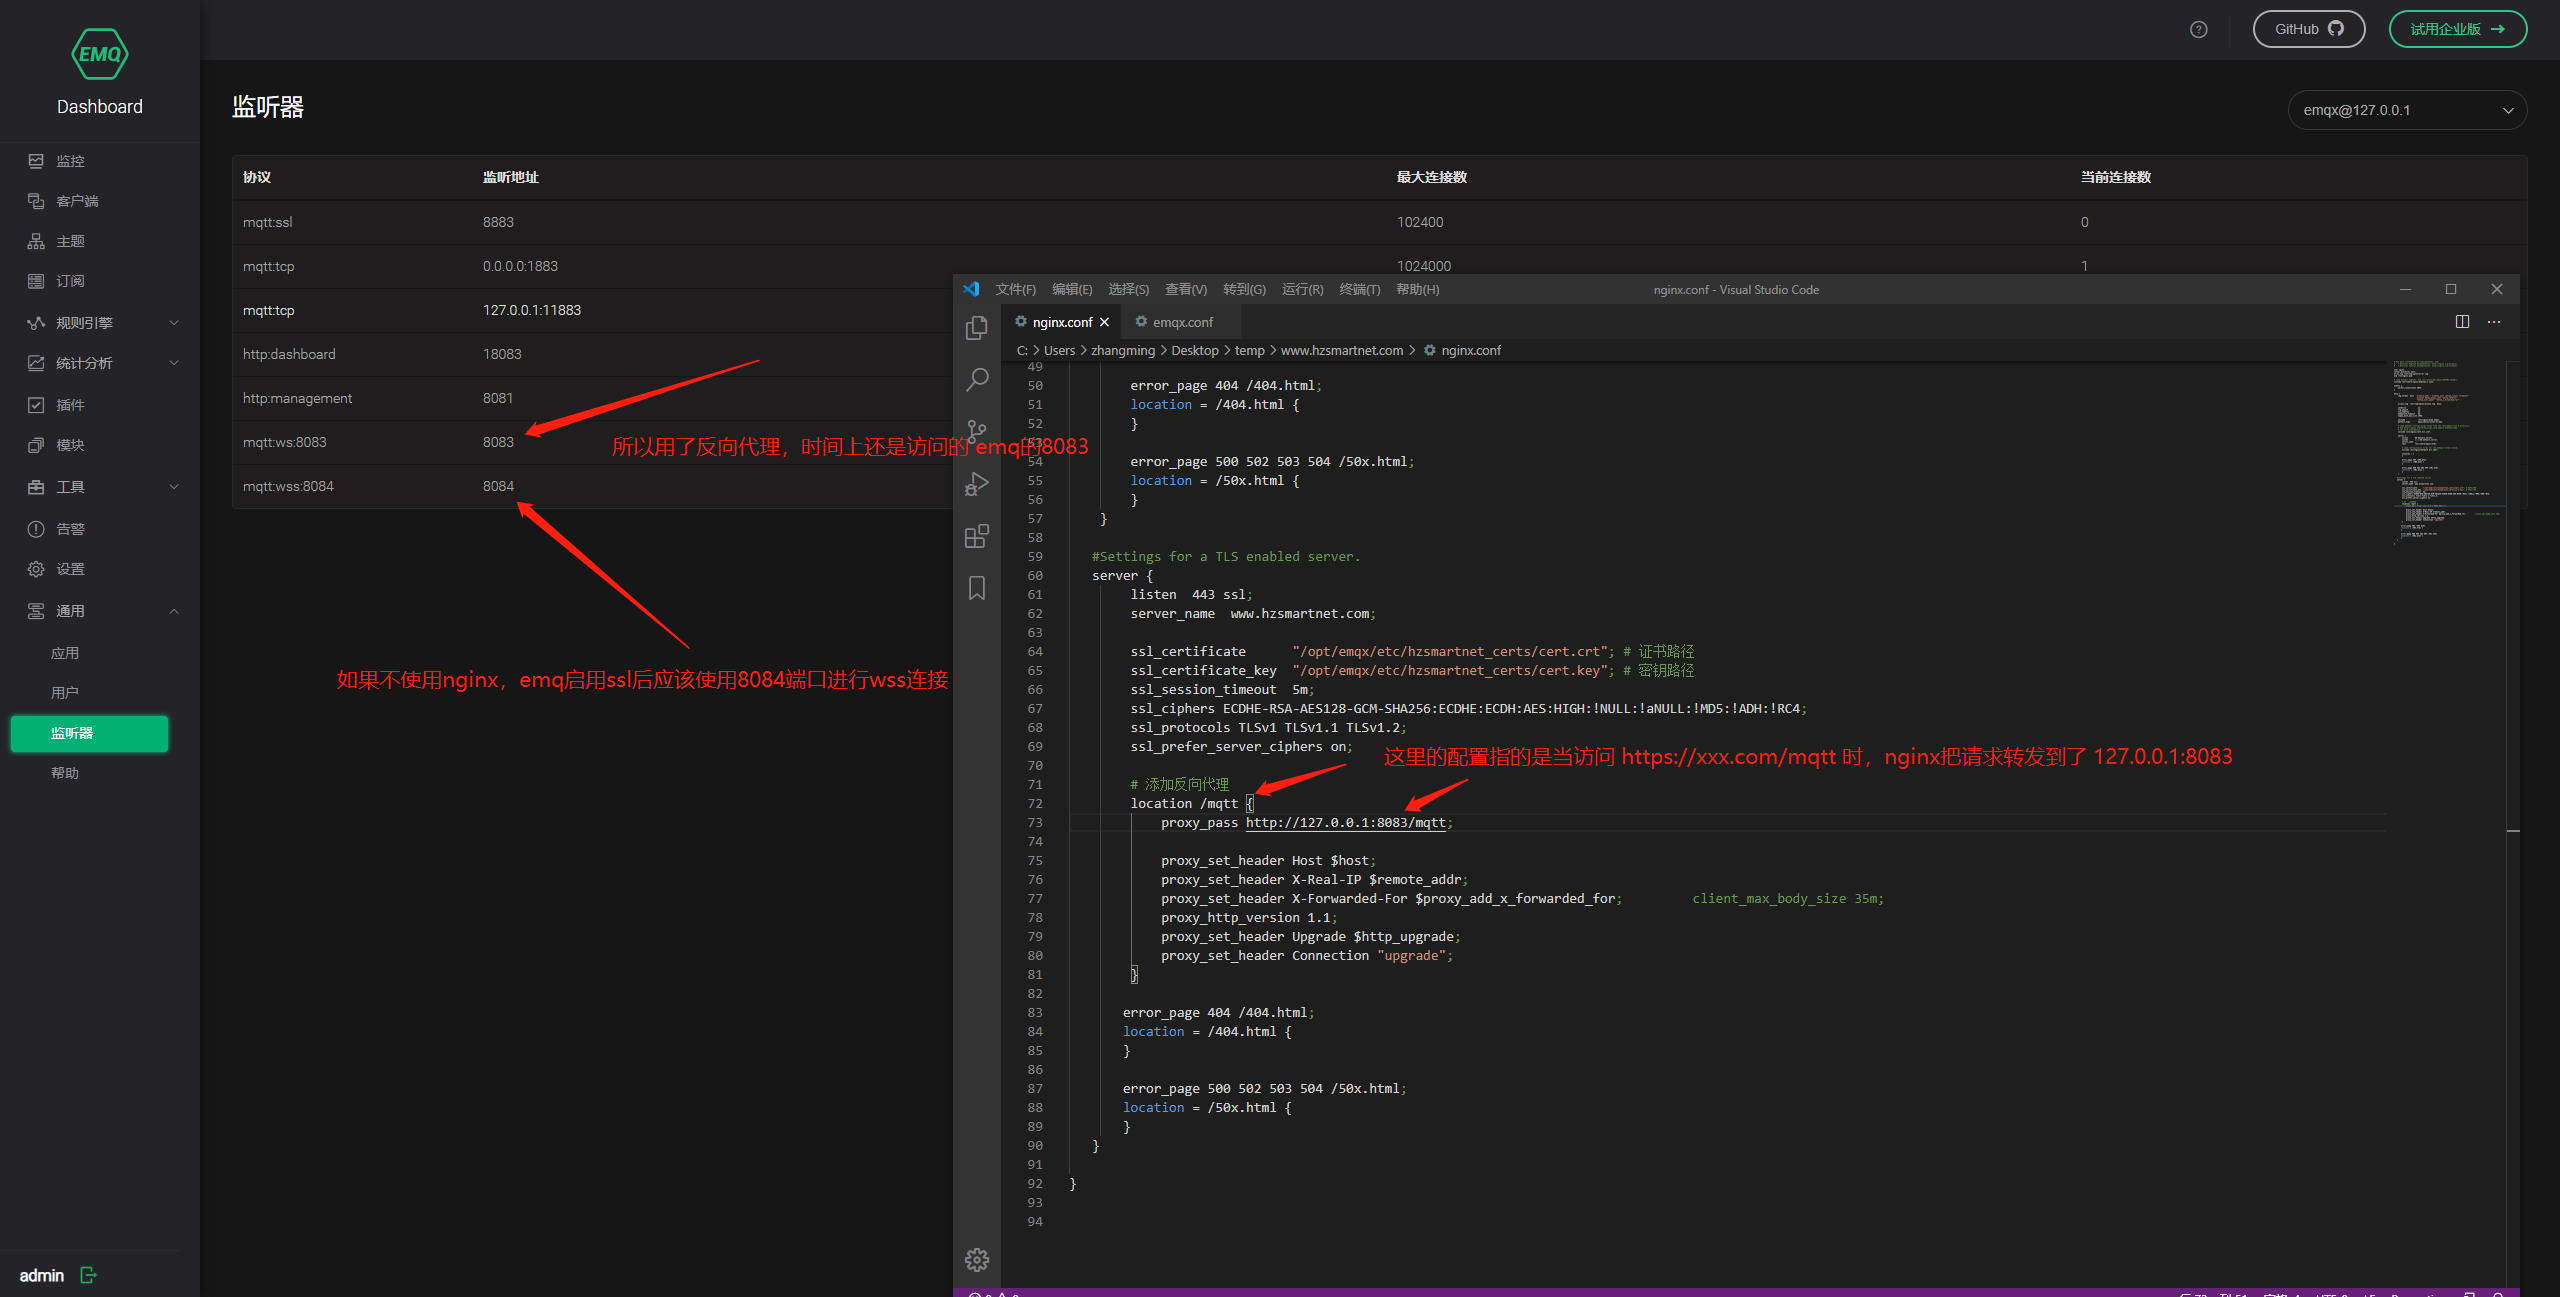 EMQ
Dashboard
监控
客户端
主题
订阅
规则引擎
统计分析
插件
模块
工具
告警
设置
通用
应用
用户
监听器
帮助
admin
GitHub
试用企业版
监听器
emqx@127.0.0.1
协议 监听地址 最大连接数 当前连接数
mqtt:ssl 8883 102400 0
mqtt:tcp 0.0.0.0:1883 1024000 1
mqtt:tcp 127.0.0.1:11883
http:dashboard 18083
http:management 8081
mqtt:ws:8083 8083
mqtt:wss:8084 8084
所以用了反向代理，时间上还是访问的 emq的8083
如果不使用nginx，emq启用ssl后应该使用8084端口进行wss连接
文件(F) 编辑(E) 选择(S) 查看(V) 转到(G) 运行(R) 终端(T) 帮助(H) nginx.conf - Visual Studio Code
nginx.conf emqx.conf
C: > Users > zhangming > Desktop > temp > www.hzsmartnet.com > nginx.conf
49
50 error_page 404 /404.html;
51 location = /404.html {
52 }
53
54 error_page 500 502 503 504 /50x.html;
55 location = /50x.html {
56 }
57 }
58
59 #Settings for a TLS enabled server.
60 server {
61 listen 443 ssl;
62 server_name www.hzsmartnet.com;
63
64 ssl_certificate "/opt/emqx/etc/hzsmartnet_certs/cert.crt"; # 证书路径
65 ssl_certificate_key "/opt/emqx/etc/hzsmartnet_certs/cert.key"; # 密钥路径
66 ssl_session_timeout 5m;
67 ssl_ciphers ECDHE-RSA-AES128-GCM-SHA256:ECDHE:ECDH:AES:HIGH:!NULL:!aNULL:!MD5:!ADH:!RC4;
68 ssl_protocols TLSv1 TLSv1.1 TLSv1.2;
69 ssl_prefer_server_ciphers on;
这里的配置指的是当访问 https://xxx.com/mqtt 时，nginx把请求转发到了 127.0.0.1:8083
70
71 # 添加反向代理
72 location /mqtt {
73 proxy_pass http://127.0.0.1:8083/mqtt;
74
75 proxy_set_header Host $host;
76 proxy_set_header X-Real-IP $remote_addr;
77 proxy_set_header X-Forwarded-For $proxy_add_x_forwarded_for; client_max_body_size 35m;
78 proxy_http_version 1.1;
79 proxy_set_header Upgrade $http_upgrade;
80 proxy_set_header Connection "upgrade";
81 }
82
83 error_page 404 /404.html;
84 location = /404.html {
85 }
86
87 error_page 500 502 503 504 /50x.html;
88 location = /50x.html {
89 }
90 }
91
92 }
93
94